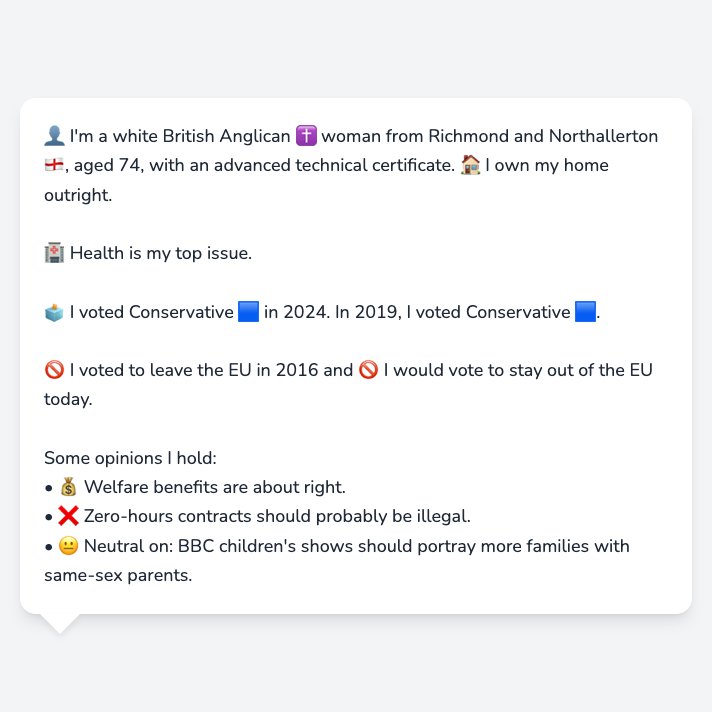 👤 I'm a white British Anglican ✝️ woman from Richmond and Northallerton
🏴󠁧󠁢󠁥󠁮󠁧󠁿, aged 74, with an advanced technical certificate. 🏠 I own my home
outright.
🏥 Health is my top issue.
🗳️ I voted Conservative 🟦 in 2024. In 2019, I voted Conservative 🟦.
🚫 I voted to leave the EU in 2016 and 🚫 I would vote to stay out of the EU
today.
Some opinions I hold:
• 💰 Welfare benefits are about right.
• ❌ Zero-hours contracts should probably be illegal.
• 😐 Neutral on: BBC children's shows should portray more families with
same-sex parents.